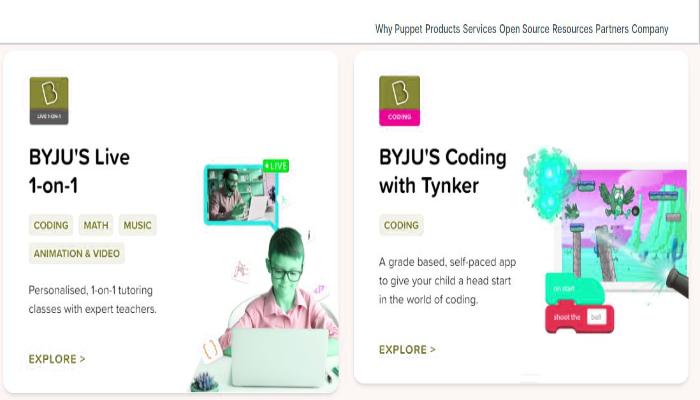 Why Puppet Products Services Open Source Resources Partners Company
B
LIVE 1-ON-1
BYJU'S Live
1-on-1
CODING MATH MUSIC
ANIMATION & VIDEO
Personalised, 1-on-1 tutoring
classes with expert teachers.
EXPLORE >
LIVE
B
CODING
BYJU'S Coding
with Tynker
CODING
A grade based, self-paced app
to give your child a head start
in the world of coding.
EXPLORE >
on start
shoot the ball